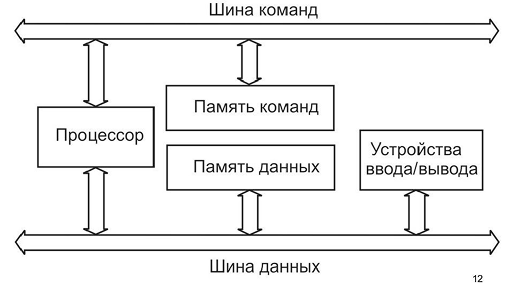 Шина команд
Память команд
Процессор
Память данных
Устройства
ввода/вывода
Шина данных
12